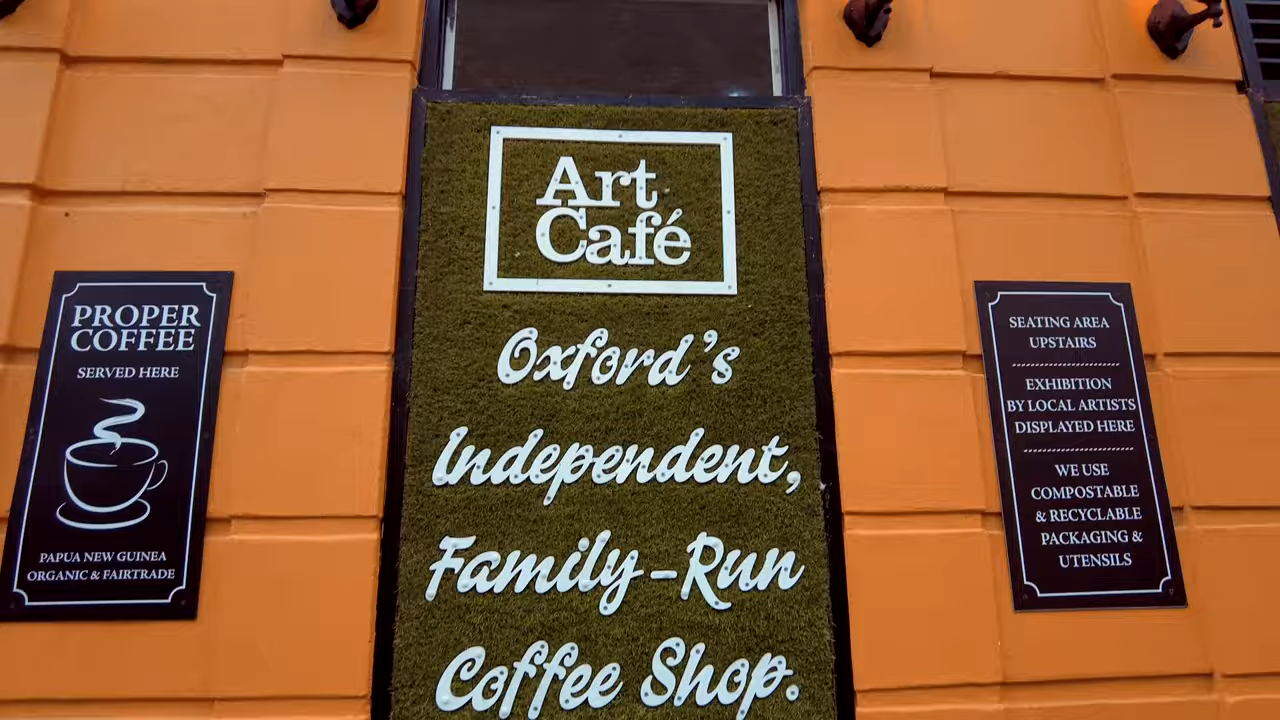 PROPER
COFFEE
SERVED HERE
PAPUA NEW GUINEA
ORGANIC & FAIRTRADE
Art
Café
Oxford's
Independent,
Family-Run
Coffee Shop.
SEATING AREA
UPSTAIRS
EXHIBITION
BY LOCAL ARTISTS
DISPLAYED HERE
WE USE
COMPOSTABLE
& RECYCLABLE
PACKAGING &
UTENSILS